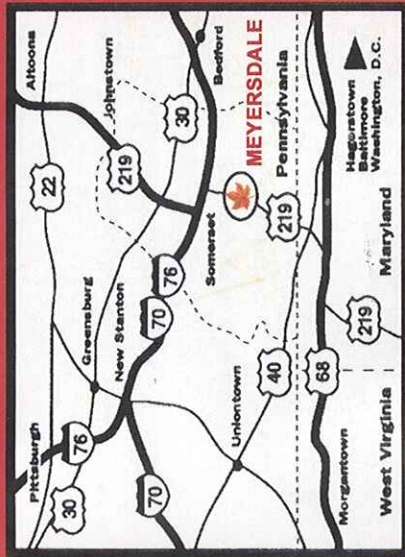 Pittsburgh
22
Altoona
76
30
Greensburg
Johnstown
219
New Stanton
30
70
76
Bedford
70
Somerset
MEYERSDALE
Uniontown
Pennsylvania
40
219
68
Morgantown
Hagerstown
Baltimore
Washington, D.C.
219
West Virginia
Maryland